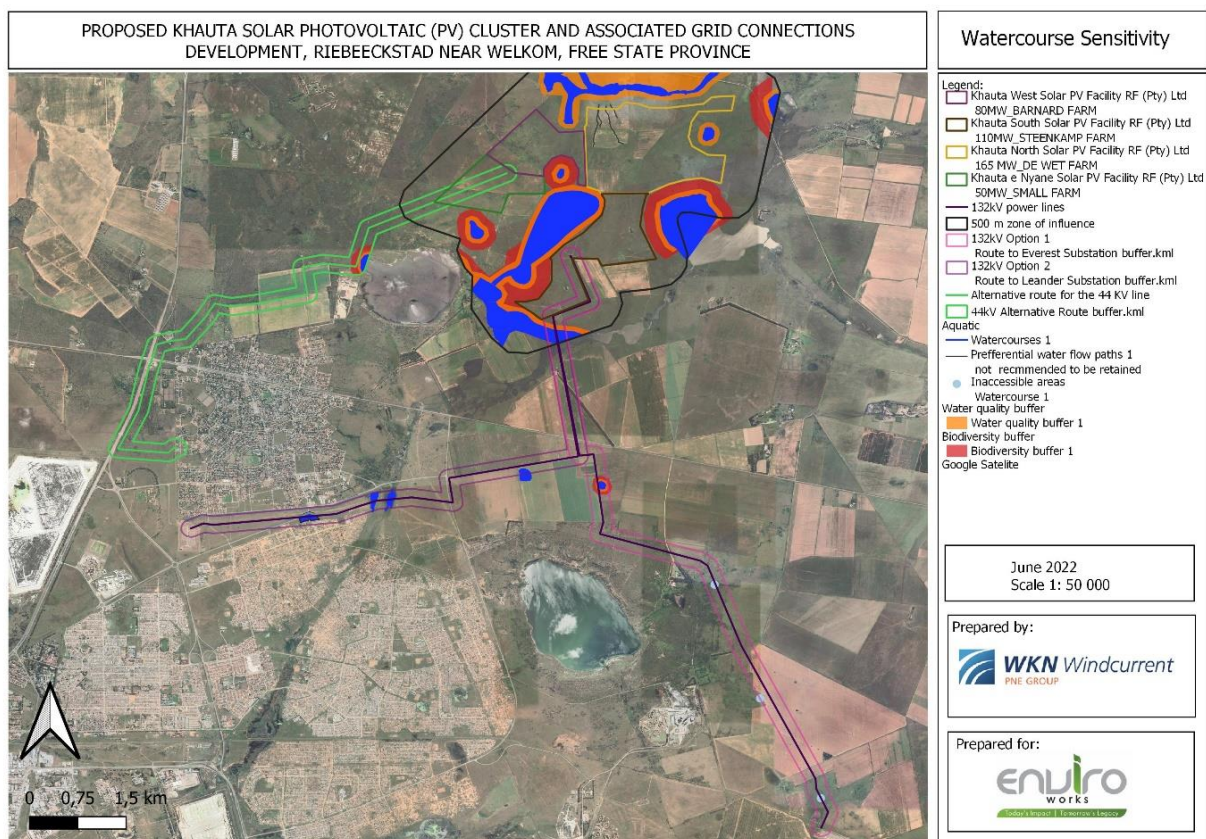 PROPOSED KHAUTA SOLAR PHOTOVOLTAIC (PV) CLUSTER AND ASSOCIATED GRID CONNECTIONS
DEVELOPMENT, RIEBEECKSTAD NEAR WELKOM, FREE STATE PROVINCE
Watercourse Sensitivity
Legend:
Khauta West Solar PV Facility RF (Pty) Ltd
80MW_BARNARD FARM
Khauta South Solar PV Facility RF (Pty) Ltd
110MW_STEENKAMP FARM
Khauta North Solar PV Facility RF (Pty) Ltd
165 MW_DE WET FARM
Khauta e Nyane Solar PV Facility RF (Pty) Ltd
50MW_SMALL FARM
132kV power lines
500 m zone of influence
132kV Option 1
Route to Everest Substation buffer.kml
132kV Option 2
Route to Leander Substation buffer.kml
Alternative route for the 44 KV line
44kV Alternative Route buffer.kml
Aquatic
Watercourses 1
Prefferential water flow paths 1
not recmmended to be retained
Inaccessible areas
Watercourse 1
Water quality buffer
Water quality buffer 1
Biodiversity buffer
Biodiversity buffer 1
Google Satelite
June 2022
Scale 1: 50 000
Prepared by:
WKN Windcurrent
PNE GROUP
Prepared for:
enviro
works
Today's Impact | Tomorrow's Legacy
0 0,75 1,5 km